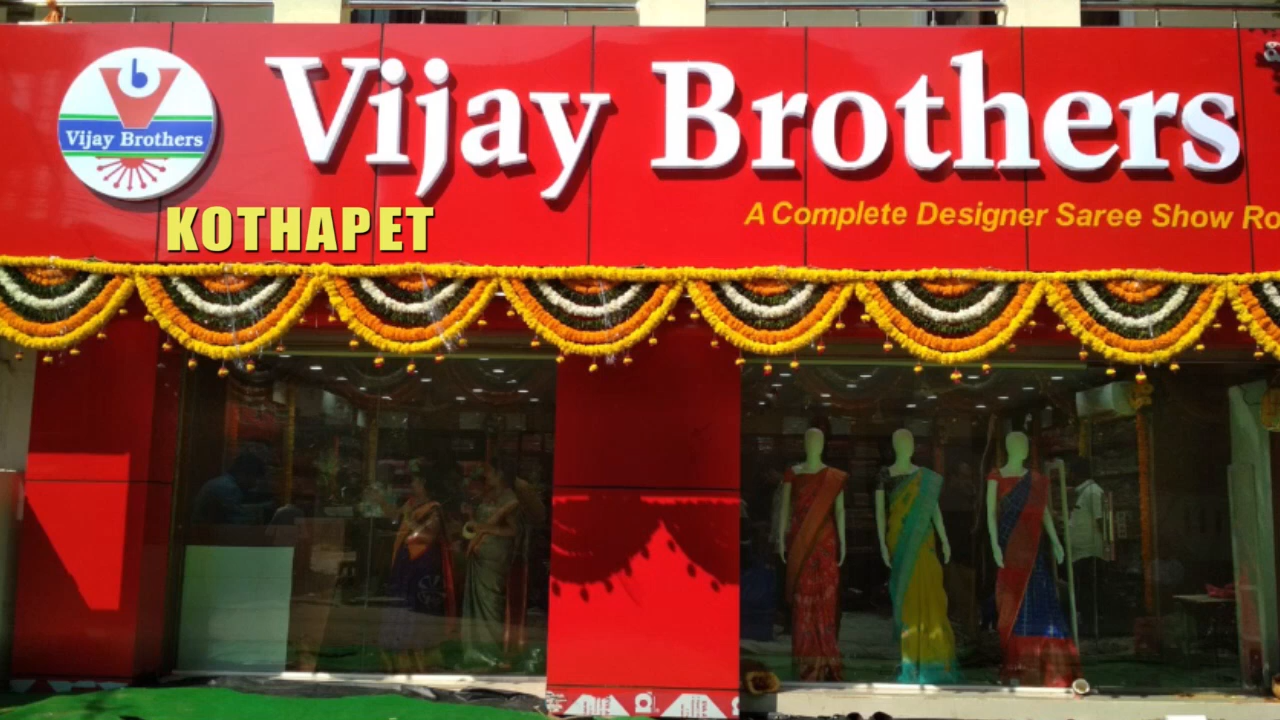 b
Vijay Brothers
Vijay Brothers
KOTHAPET
A Complete Designer Saree Show Ro